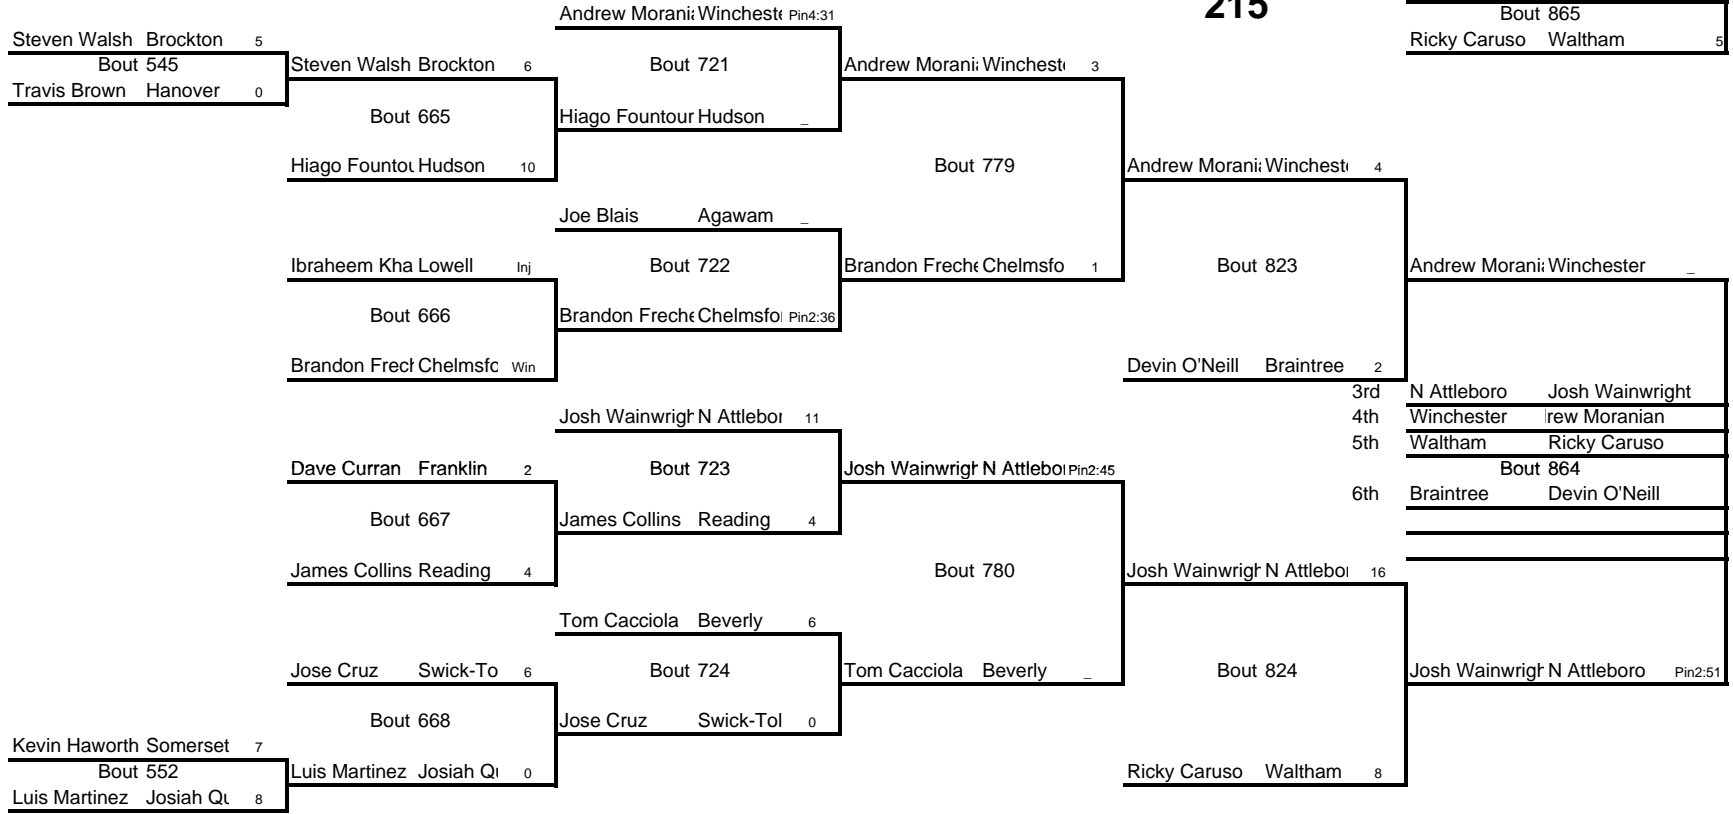 215
Andrew Morani Winchest Pin4:31
Bout 865
Steven Walsh Brockton 5
Ricky Caruso Waltham 5
Bout 545
Steven Walsh Brockton 6
Bout 721
Andrew Morani Winchest 3
Travis Brown Hanover 0
Bout 665
Hiago Fountour Hudson _
Hiago Fountou Hudson 10
Bout 779
Andrew Morani Winchest 4
Joe Blais Agawam _
Ibraheem Kha Lowell Inj
Bout 722
Brandon Freche Chelmsfo 1
Bout 823
Andrew Morani Winchester _
Bout 666
Brandon Freche Chelmsfo Pin2:36
Brandon Frech Chelmsfo Win
Devin O'Neill Braintree 2
3rd N Attleboro Josh Wainwright
Josh Wainwrigh N Attlebor 11
4th Winchester rew Moranian
5th Waltham Ricky Caruso
Dave Curran Franklin 2
Bout 723
Josh Wainwrigh N Attlebor Pin2:45
Bout 864
6th Braintree Devin O'Neill
Bout 667
James Collins Reading 4
James Collins Reading 4
Bout 780
Josh Wainwrigh N Attlebor 16
Tom Cacciola Beverly 6
Jose Cruz Swick-To 6
Bout 724
Tom Cacciola Beverly _
Bout 824
Josh Wainwrigh N Attleboro Pin2:51
Bout 668
Jose Cruz Swick-Tol 0
Kevin Haworth Somerset 7
Bout 552
Luis Martinez Josiah Qu 0
Ricky Caruso Waltham 8
Luis Martinez Josiah Qu 8